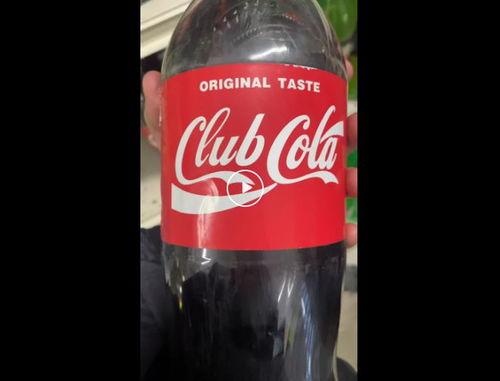 ORIGINAL TASTE
Club Cola